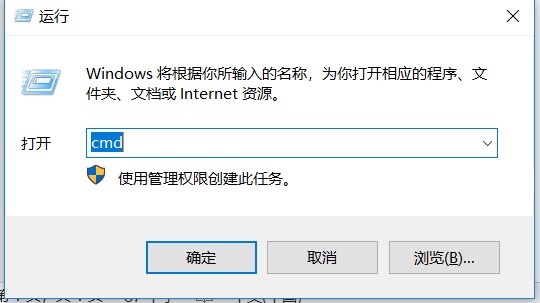 运行
Windows 将根据你所输入的名称，为你打开相应的程序、文
件夹、文档或 Internet 资源。
打开
cmd
使用管理权限创建此任务。
确定
取消
浏览(B)...